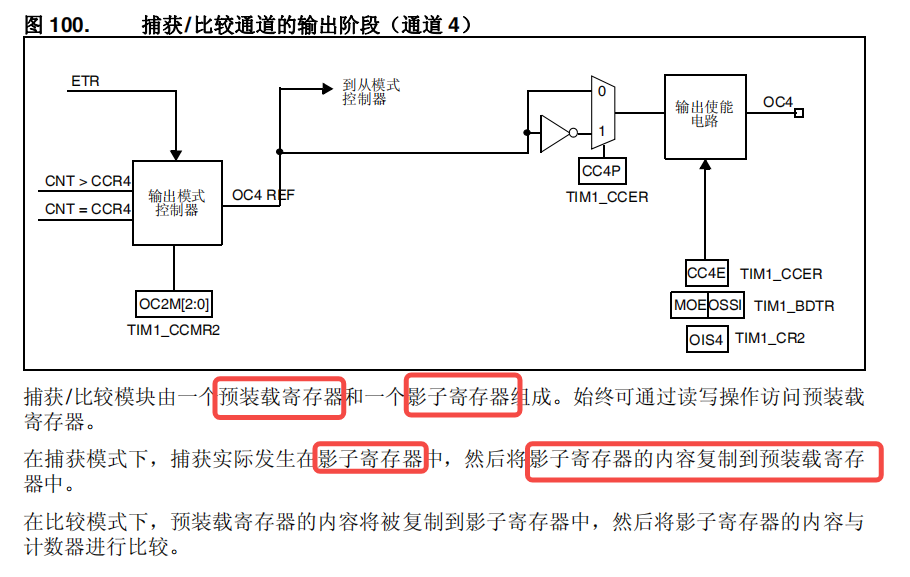 图 100. 捕获/比较通道的输出阶段（通道 4）
ETR
到从模式
控制器
0
1
输出使能
电路
OC4
CNT > CCR4
CNT = CCR4
输出模式
控制器
OC4 REF
CC4P
TIM1_CCER
OC2M[2:0]
TIM1_CCMR2
CC4E
TIM1_CCER
MOE OSSI
TIM1_BDTR
OIS4
TIM1_CR2
捕获/比较模块由一个预装载寄存器和一个影子寄存器组成。始终可通过读写操作访问预装载
寄存器。
在捕获模式下，捕获实际发生在影子寄存器中，然后将影子寄存器的内容复制到预装载寄存
器中。
在比较模式下，预装载寄存器的内容将被复制到影子寄存器中，然后将影子寄存器的内容与
计数器进行比较。